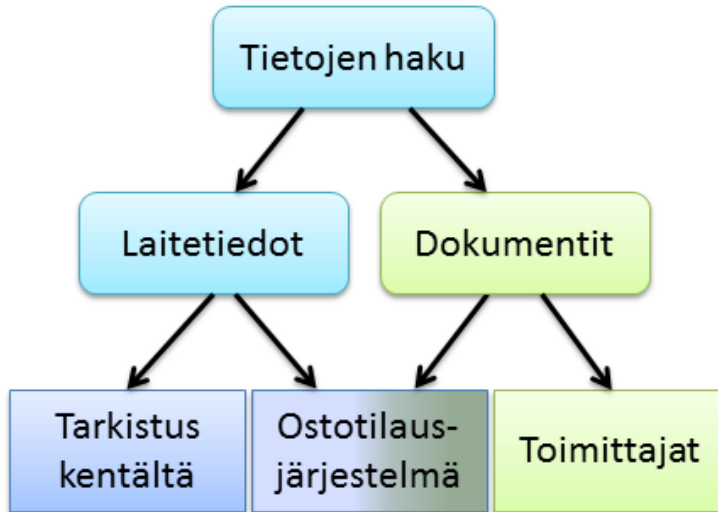 Tietojen haku
Laitetiedot
Dokumentit
Tarkistus
kentältä
Ostotilaus-
järjestelmä
Toimittajat